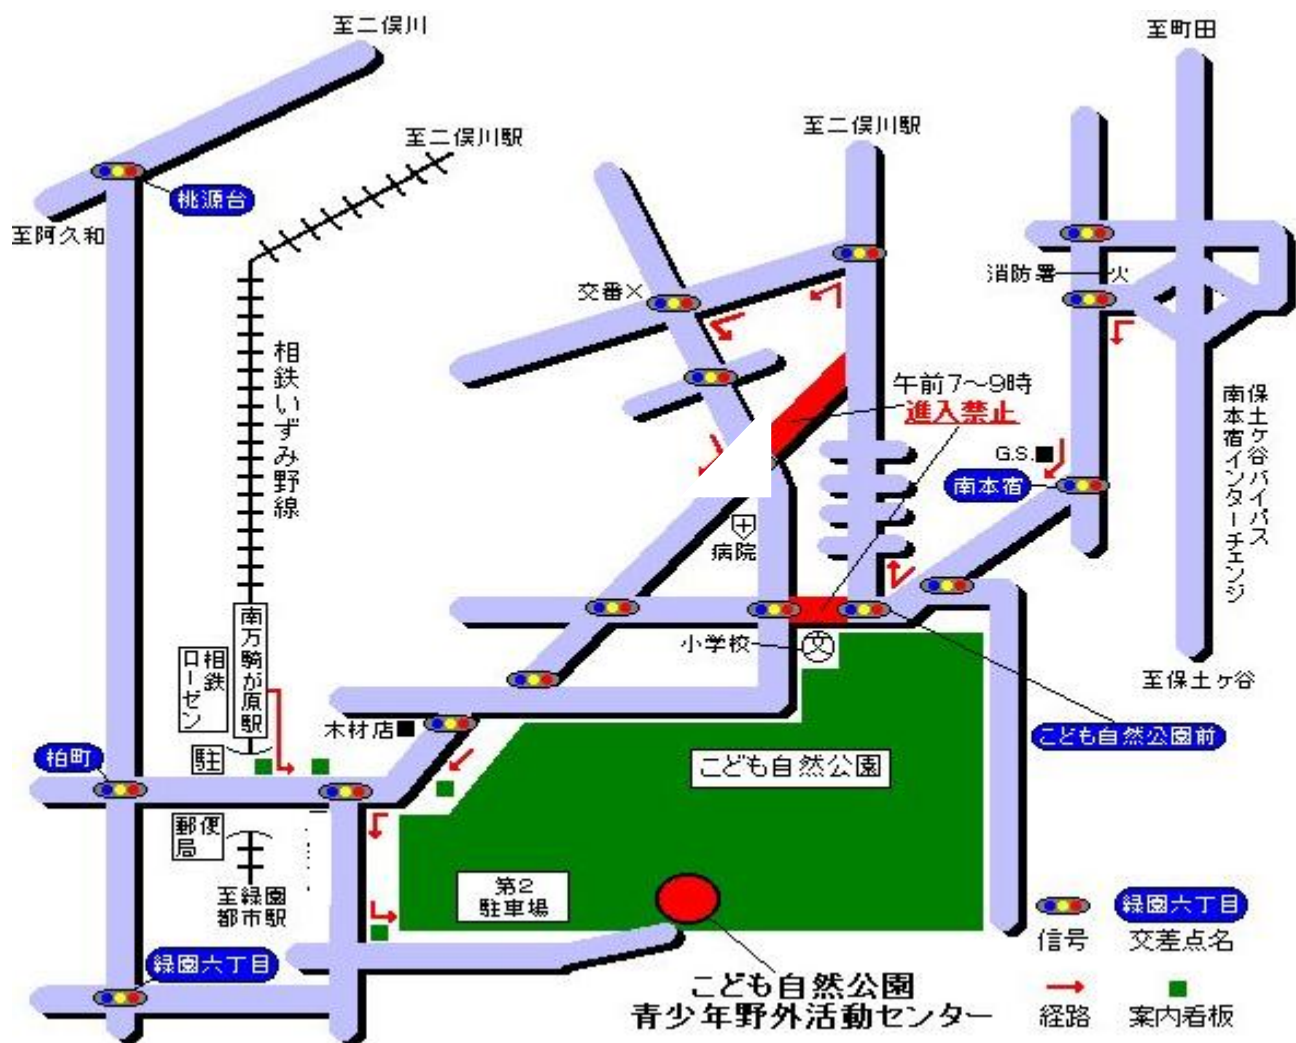 至二俣川
至町田
至二俣川駅
至二俣川駅
桃源台
至阿久和
消防署
火
交番×
相鉄いずみ野線
午前7～9時
進入禁止
保土ヶ谷バイパス
南本宿インターチェンジ
G.S.
南本宿
病院
小学校
文
南万騎が原駅
相鉄
ローゼン
至保土ヶ谷
木材店
こども自然公園前
柏町
駐
こども自然公園
郵便
局
第2
駐車場
至緑園
都市駅
緑園六丁目
緑園六丁目
信号
交差点名
こども自然公園
青少年野外活動センター
経路
案内看板